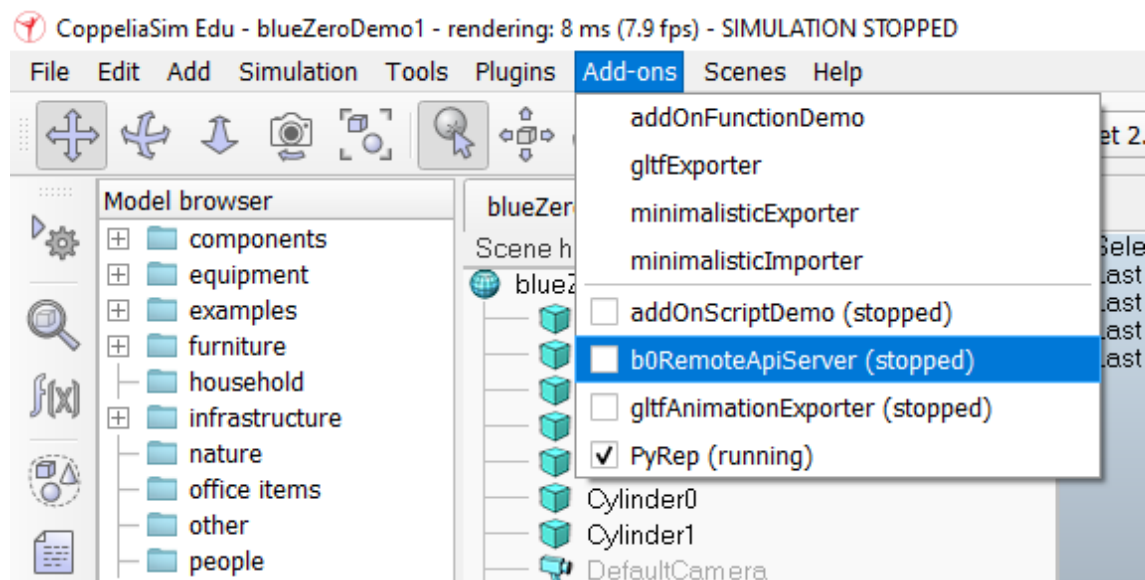 CoppeliaSim Edu - blueZeroDemo1 - rendering: 8 ms (7.9 fps) - SIMULATION STOPPED
File Edit Add Simulation Tools Plugins Add-ons Scenes Help
addOnFunctionDemo
gltfExporter
minimalisticExporter
minimalisticImporter
addOnScriptDemo (stopped)
b0RemoteApiServer (stopped)
gltfAnimationExporter (stopped)
PyRep (running)
Model browser
components
equipment
examples
furniture
household
infrastructure
nature
office items
other
people
f(x)
Cylinder0
Cylinder1
DefaultCamera